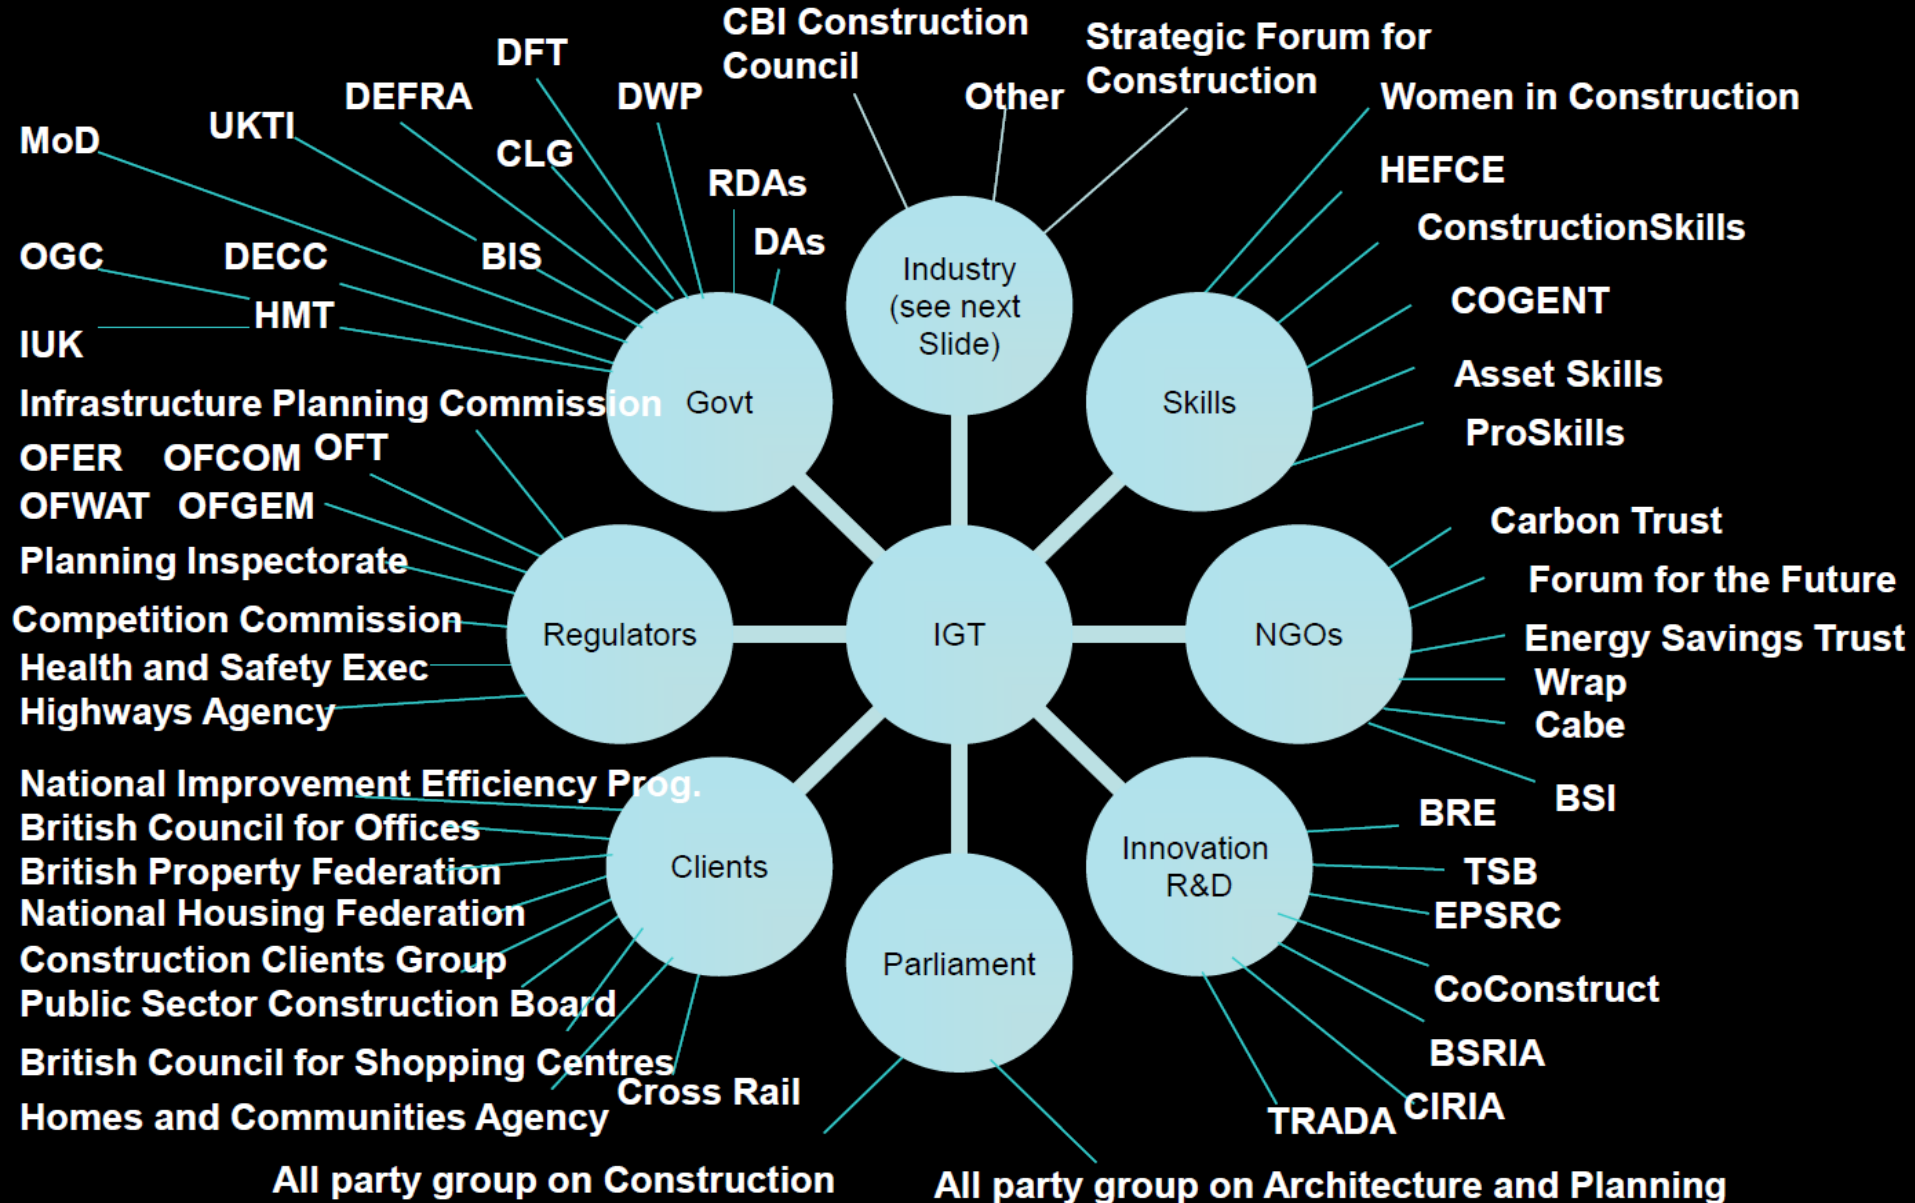 CBI Construction
Council
Strategic Forum for
Construction
DFT
DEFRA
DWP
Other
Women in Construction
MoD
UKTI
CLG
HEFCE
RDAs
ConstructionSkills
DAs
OGC
DECC
BIS
Industry
(see next
Slide)
COGENT
HMT
IUK
Asset Skills
Infrastructure Planning Commission
Govt
Skills
ProSkills
OFER
OFCOM
OFT
OFWAT
OFGEM
Carbon Trust
Planning Inspectorate
Forum for the Future
Competition Commission
Regulators
IGT
NGOs
Energy Savings Trust
Health and Safety Exec
Wrap
Highways Agency
Cabe
National Improvement Efficiency Prog.
BSI
British Council for Offices
BRE
British Property Federation
Clients
Innovation
R&D
TSB
National Housing Federation
EPSRC
Construction Clients Group
Parliament
CoConstruct
Public Sector Construction Board
British Council for Shopping Centres
BSRIA
Cross Rail
Homes and Communities Agency
TRADA
CIRIA
All party group on Construction
All party group on Architecture and Planning